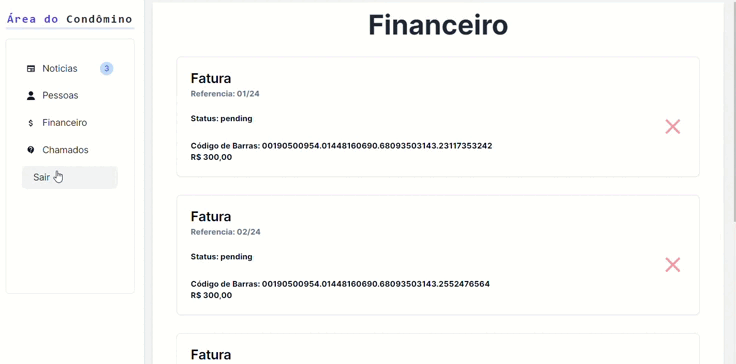 Área do Condômino
Noticias 3
Pessoas
Financeiro
Chamados
Sair
Financeiro
Fatura
Referencia: 01/24
Status: pending
Código de Barras: 00190500954.01448160690.68093503143.23117353242
R$ 300,00
Fatura
Referencia: 02/24
Status: pending
Código de Barras: 00190500954.01448160690.68093503143.2552476564
R$ 300,00
Fatura